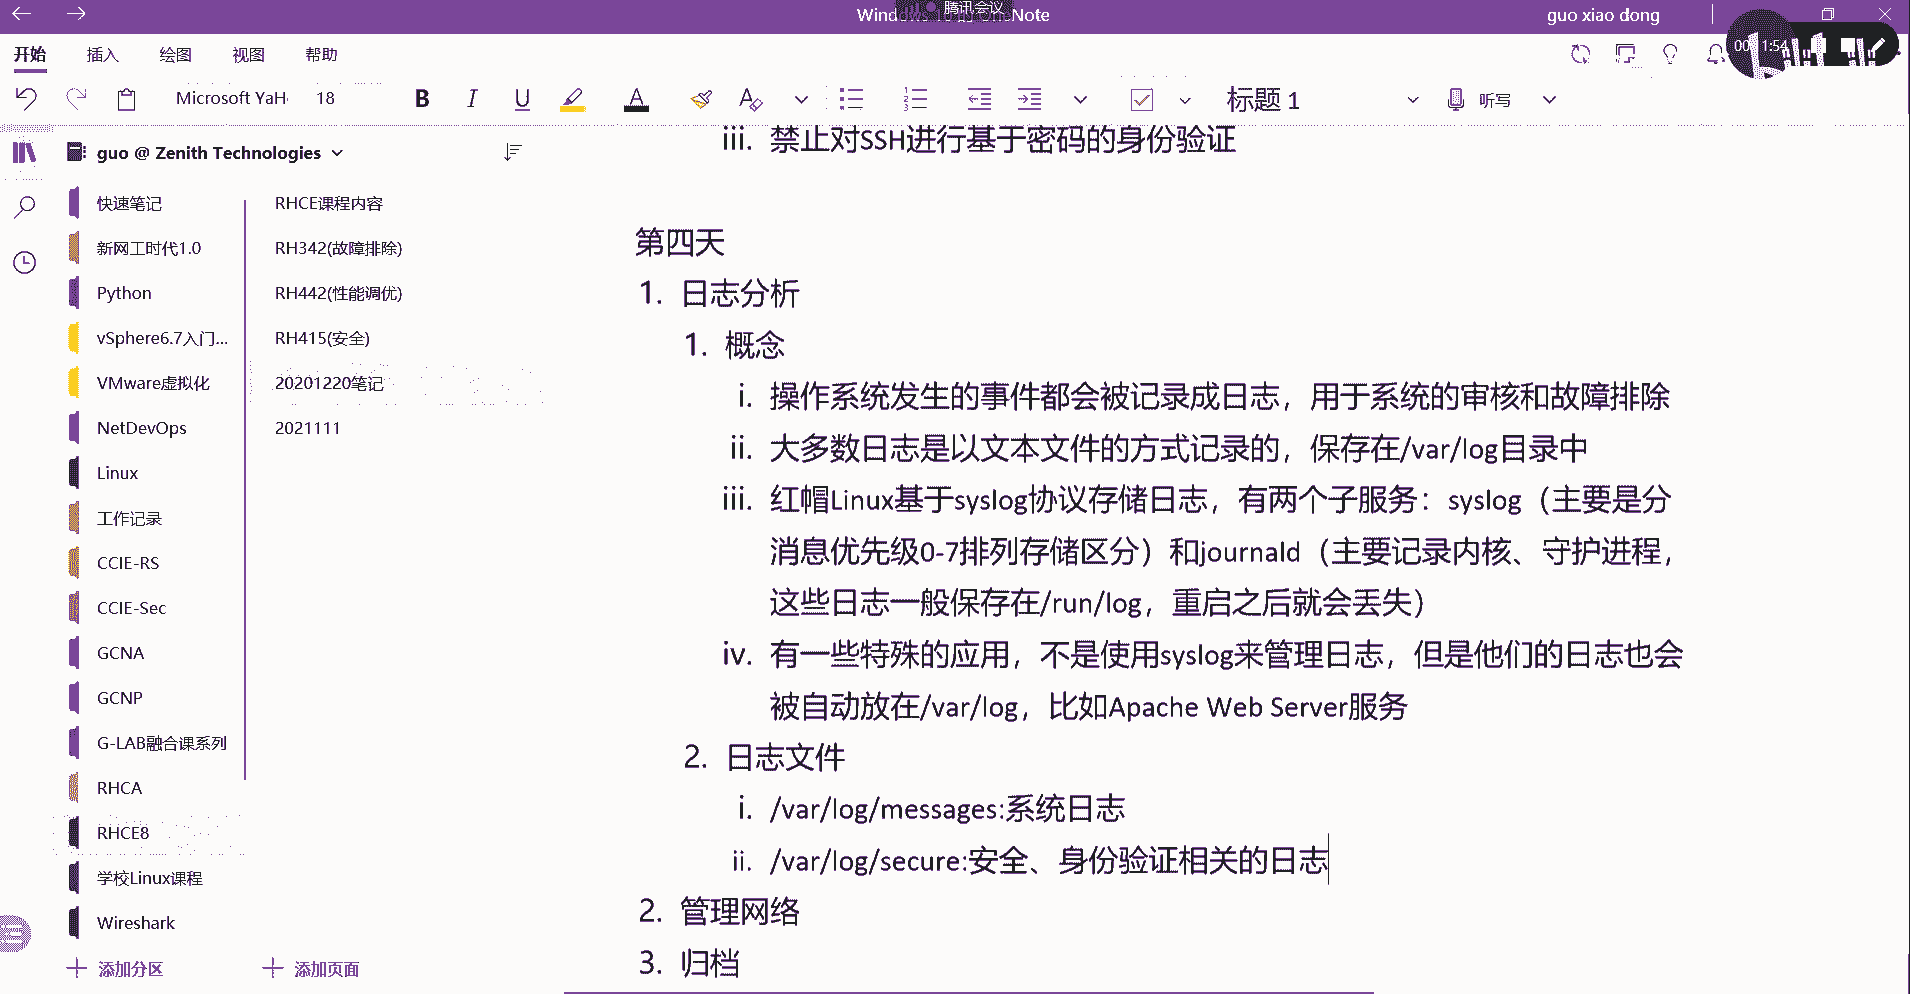 腾讯会议
guo xiao dong
开始 插入 绘图 视图 帮助
Microsoft YaH 18 B I U A 标题 1 听写
guo @ Zenith Technologies
快速笔记
新网工时代1.0
Python
vSphere6.7入门...
VMware虚拟化
NetDevOps
Linux
工作记录
CCIE-RS
CCIE-Sec
GCNA
GCNP
G-LAB融合课系列
RHCA
RHCE8
学校Linux课程
Wireshark
添加分区
RHCE课程内容
RH342(故障排除)
RH442(性能调优)
RH415(安全)
20201220笔记
2021111
添加页面
iii. 禁止对SSH进行基于密码的身份验证
第四天
1. 日志分析
1. 概念
i. 操作系统发生的事件都会被记录成日志，用于系统的审核和故障排除
ii. 大多数日志是以文本文件的方式记录的，保存在/var/log目录中
iii. 红帽Linux基于syslog协议存储日志，有两个子服务：syslog（主要是分
消息优先级0-7排列存储区分）和journald（主要记录内核、守护进程，
这些日志一般保存在/run/log，重启之后就会丢失）
iv. 有一些特殊的应用，不是使用syslog来管理日志，但是他们的日志也会
被自动放在/var/log，比如Apache Web Server服务
2. 日志文件
i. /var/log/messages:系统日志
ii. /var/log/secure:安全、身份验证相关的日志
2. 管理网络
3. 归档